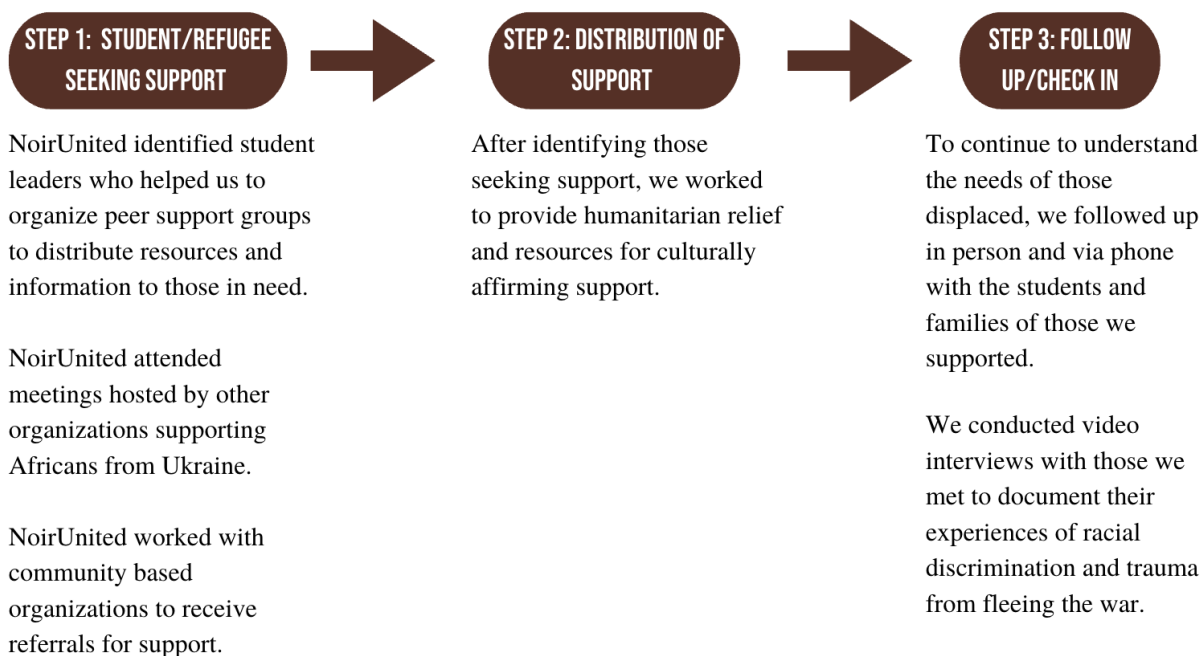 STEP 1: STUDENT/REFUGEE
SEEKING SUPPORT
NoirUnited identified student
leaders who helped us to
organize peer support groups
to distribute resources and
information to those in need.
NoirUnited attended
meetings hosted by other
organizations supporting
Africans from Ukraine.
NoirUnited worked with
community based
organizations to receive
referrals for support.
STEP 2: DISTRIBUTION OF
SUPPORT
After identifying those
seeking support, we worked
to provide humanitarian relief
and resources for culturally
affirming support.
STEP 3: FOLLOW
UP/CHECK IN
To continue to understand
the needs of those
displaced, we followed up
in person and via phone
with the students and
families of those we
supported.
We conducted video
interviews with those we
met to document their
experiences of racial
discrimination and trauma
from fleeing the war.